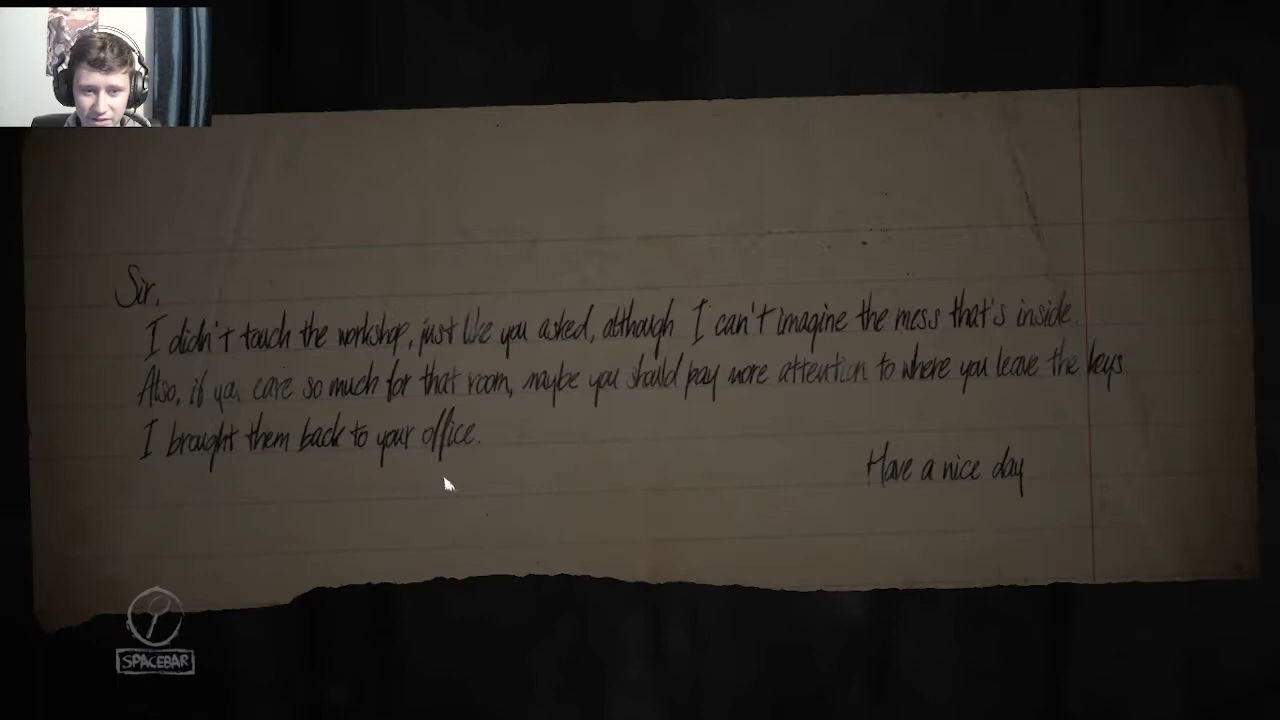 Sir,
I didn't touch the workshop, just like you asked, although I can't imagine the mess that's inside.
Also, if you care so much for that room, maybe you should pay more attention to where you leave the keys.
I brought them back to your office.
Have a nice day
SPACEBAR